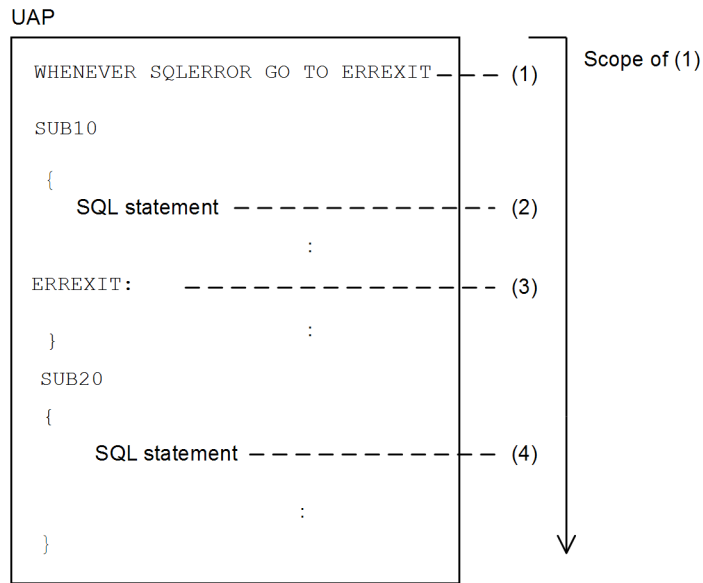 UAP
WHENEVER SQLERROR GO TO ERREXIT (1) Scope of (1)
SUB10
{
SQL statement (2)
:
ERREXIT: (3)
:
}
SUB20
{
SQL statement (4)
:
}